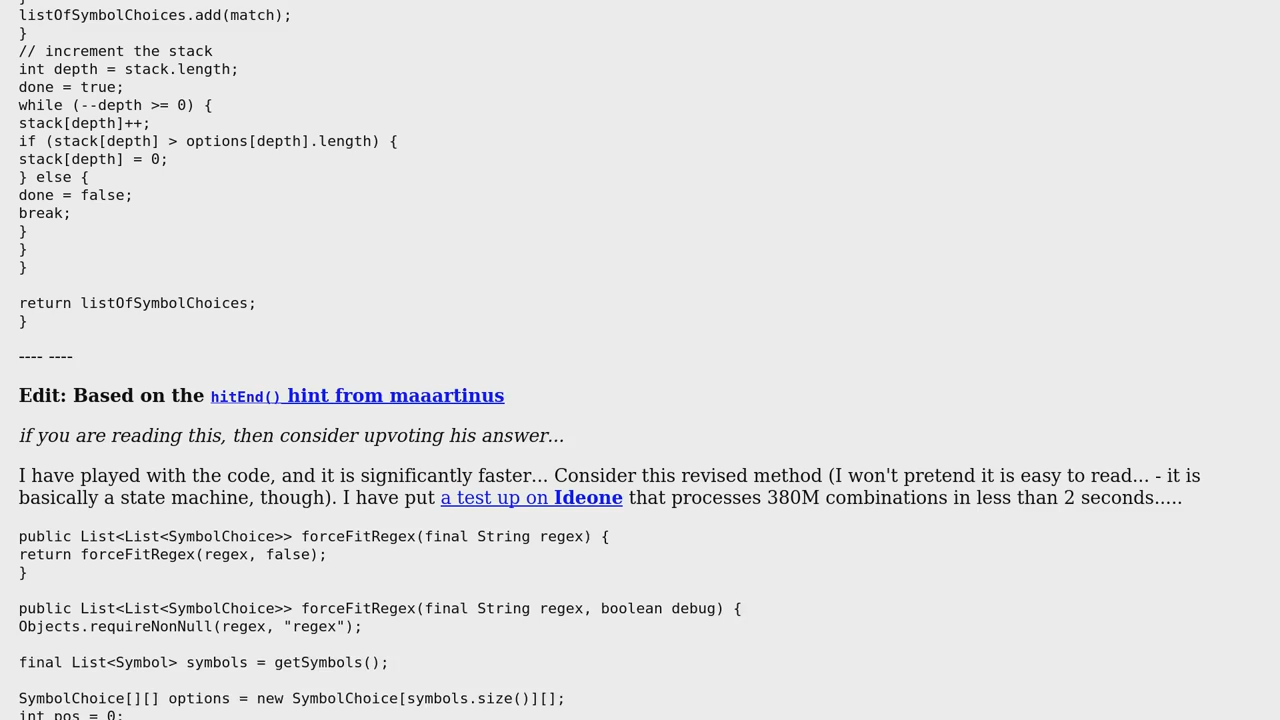 listOfSymbolChoices.add(match);
}
// increment the stack
int depth = stack.length;
done = true;
while (--depth >= 0) {
stack[depth]++;
if (stack[depth] > options[depth].length) {
stack[depth] = 0;
} else {
done = false;
break;
}
}
}
return listOfSymbolChoices;
}
---- ----
Edit: Based on the hitEnd() hint from maaartinus
if you are reading this, then consider upvoting his answer...
I have played with the code, and it is significantly faster... Consider this revised method (I won't pretend it is easy to read... - it is
basically a state machine, though). I have put a test up on Ideone that processes 380M combinations in less than 2 seconds.....
public List<List<SymbolChoice>> forceFitRegex(final String regex) {
return forceFitRegex(regex, false);
}
public List<List<SymbolChoice>> forceFitRegex(final String regex, boolean debug) {
Objects.requireNonNull(regex, "regex");
final List<Symbol> symbols = getSymbols();
SymbolChoice[][] options = new SymbolChoice[symbols.size()][];
int pos = 0;